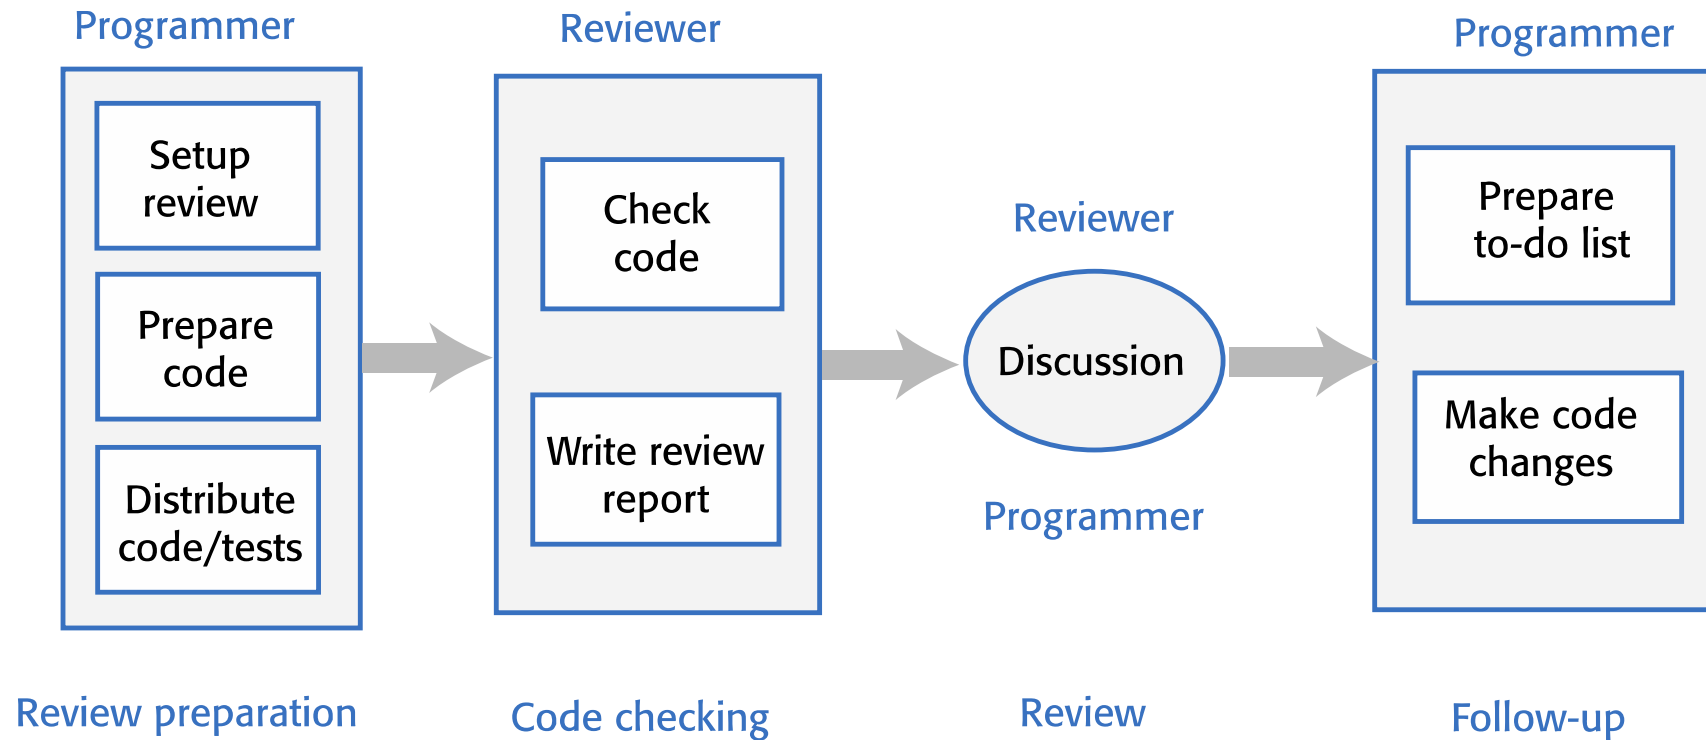 Programmer
Setup
review
Prepare
code
Distribute
code/tests
Review preparation
Reviewer
Check
code
Write review
report
Code checking
Reviewer
Discussion
Programmer
Review
Programmer
Prepare
to-do list
Make code
changes
Follow-up